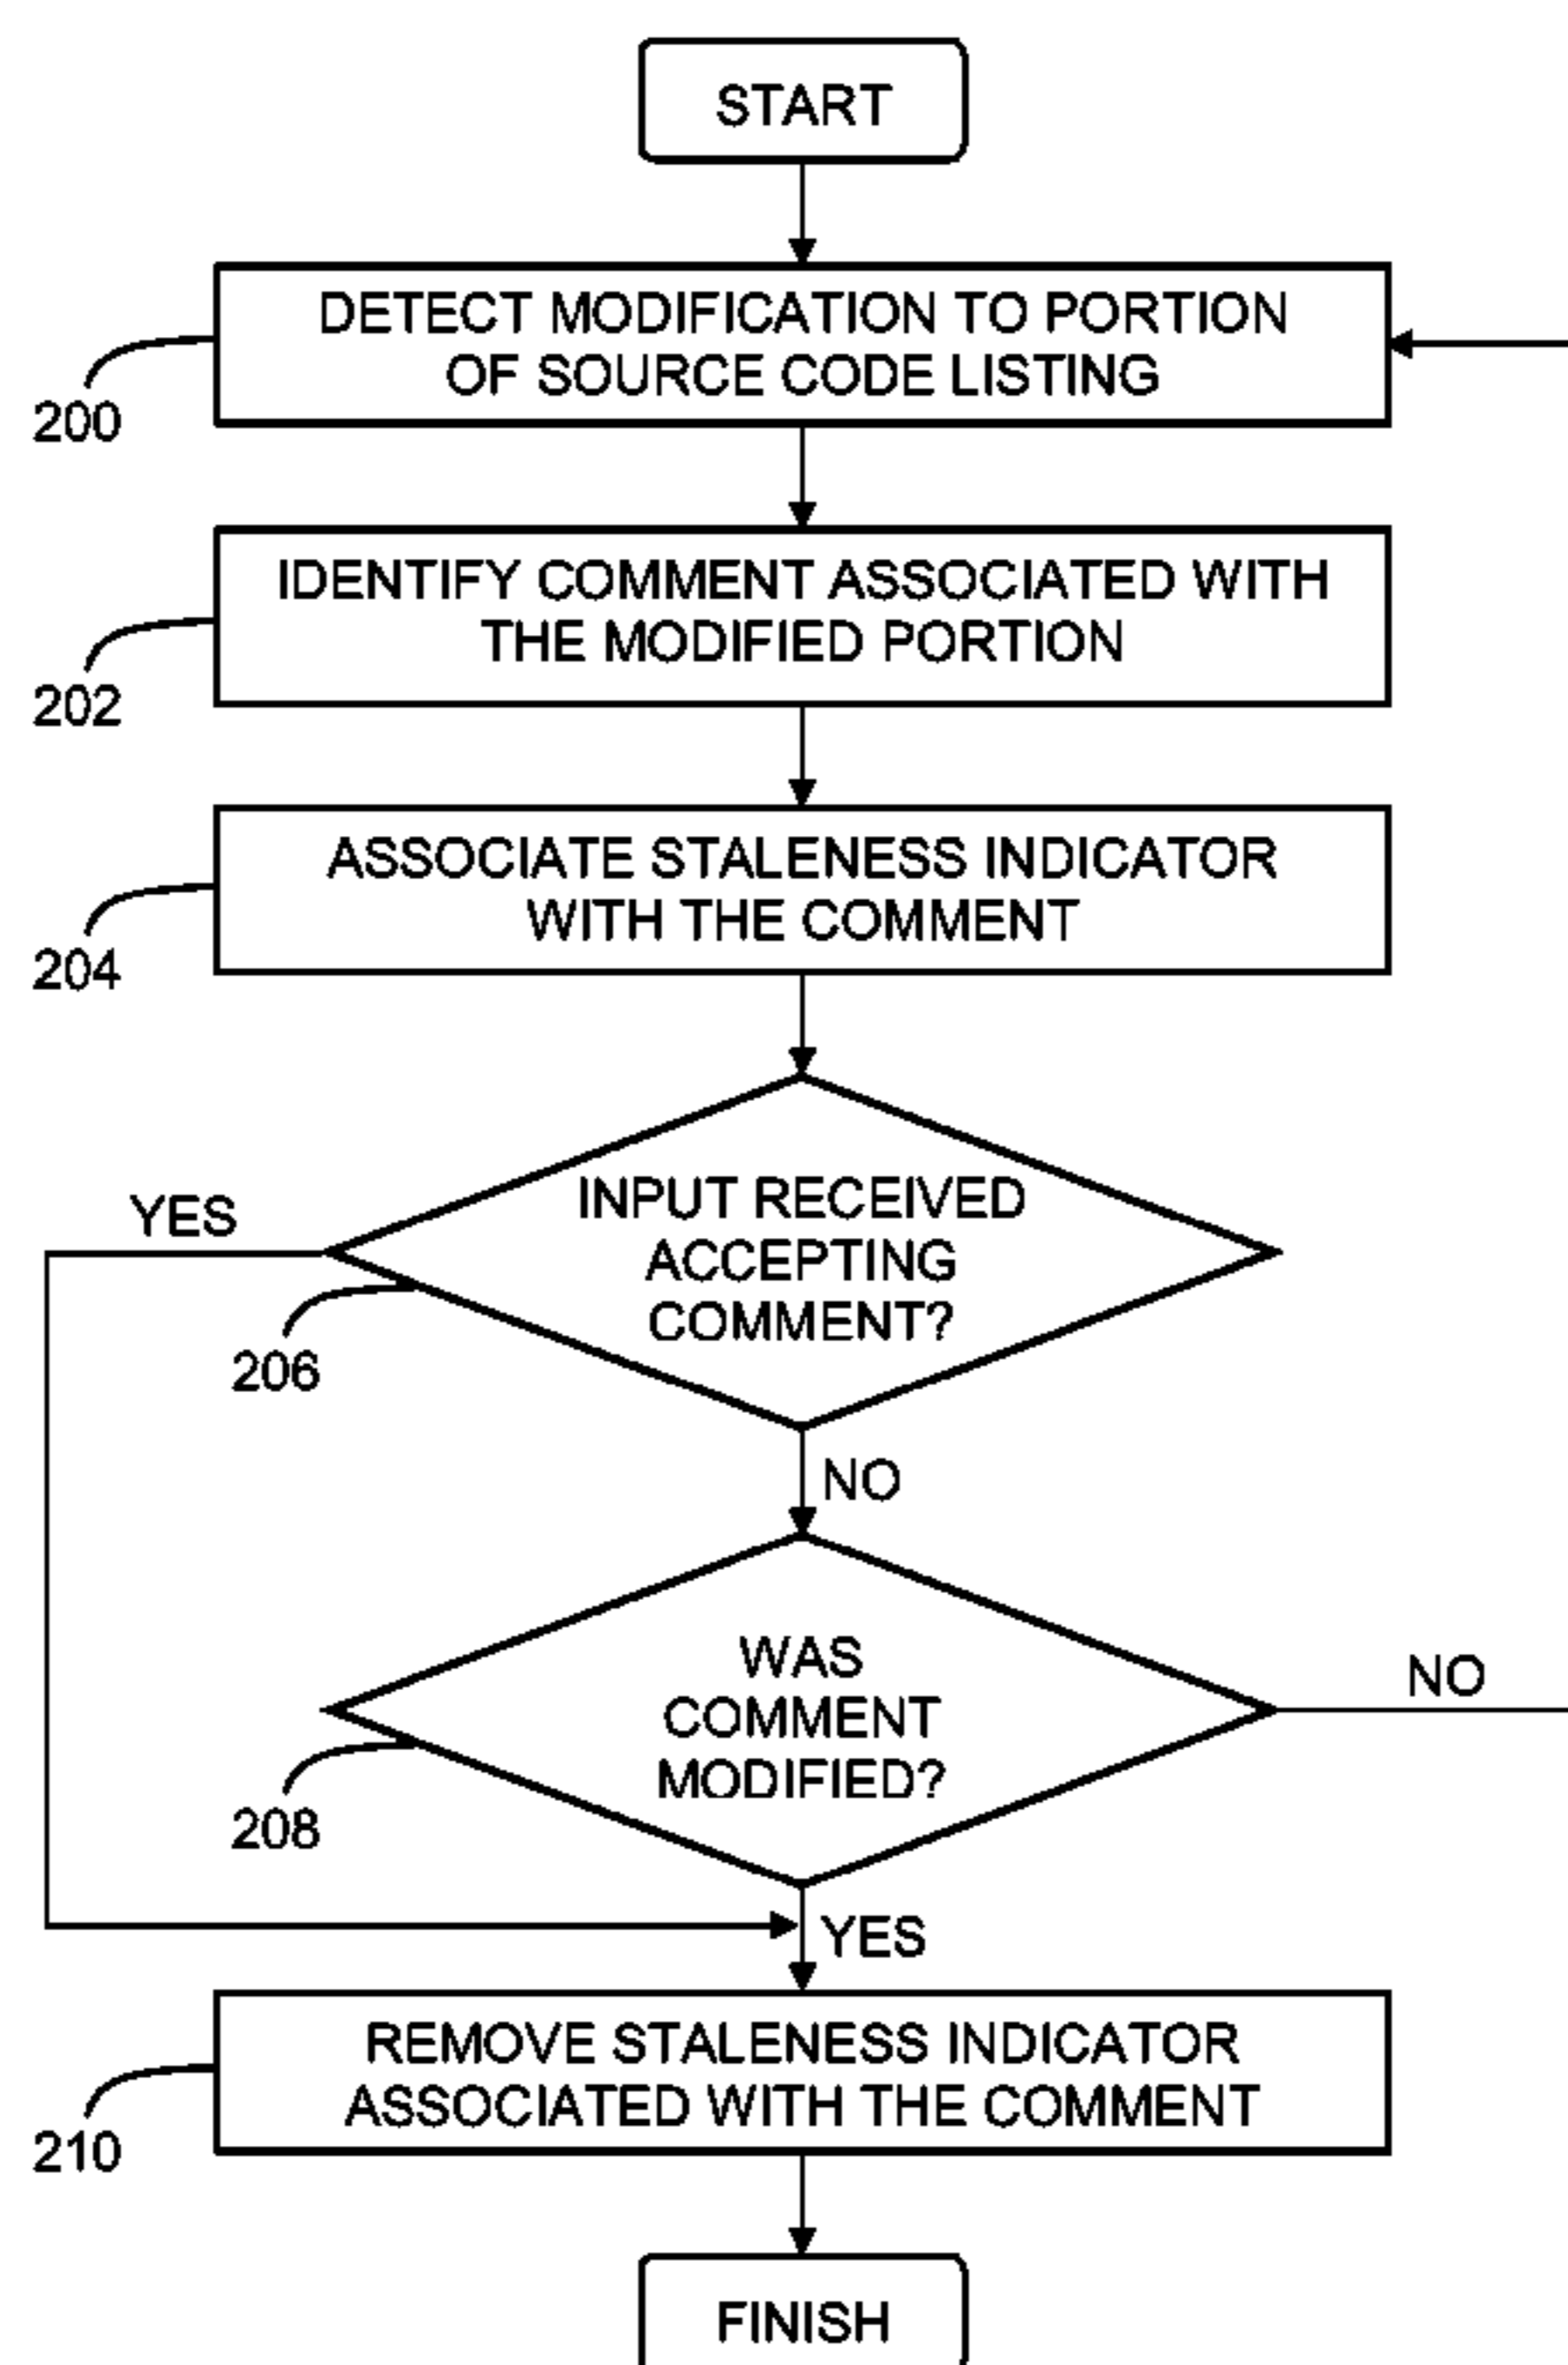 START
DETECT MODIFICATION TO PORTION
OF SOURCE CODE LISTING
200
IDENTIFY COMMENT ASSOCIATED WITH
THE MODIFIED PORTION
202
ASSOCIATE STALENESS INDICATOR
WITH THE COMMENT
204
YES
INPUT RECEIVED
ACCEPTING
COMMENT?
206
NO
WAS
COMMENT
MODIFIED?
NO
208
YES
REMOVE STALENESS INDICATOR
ASSOCIATED WITH THE COMMENT
210
FINISH